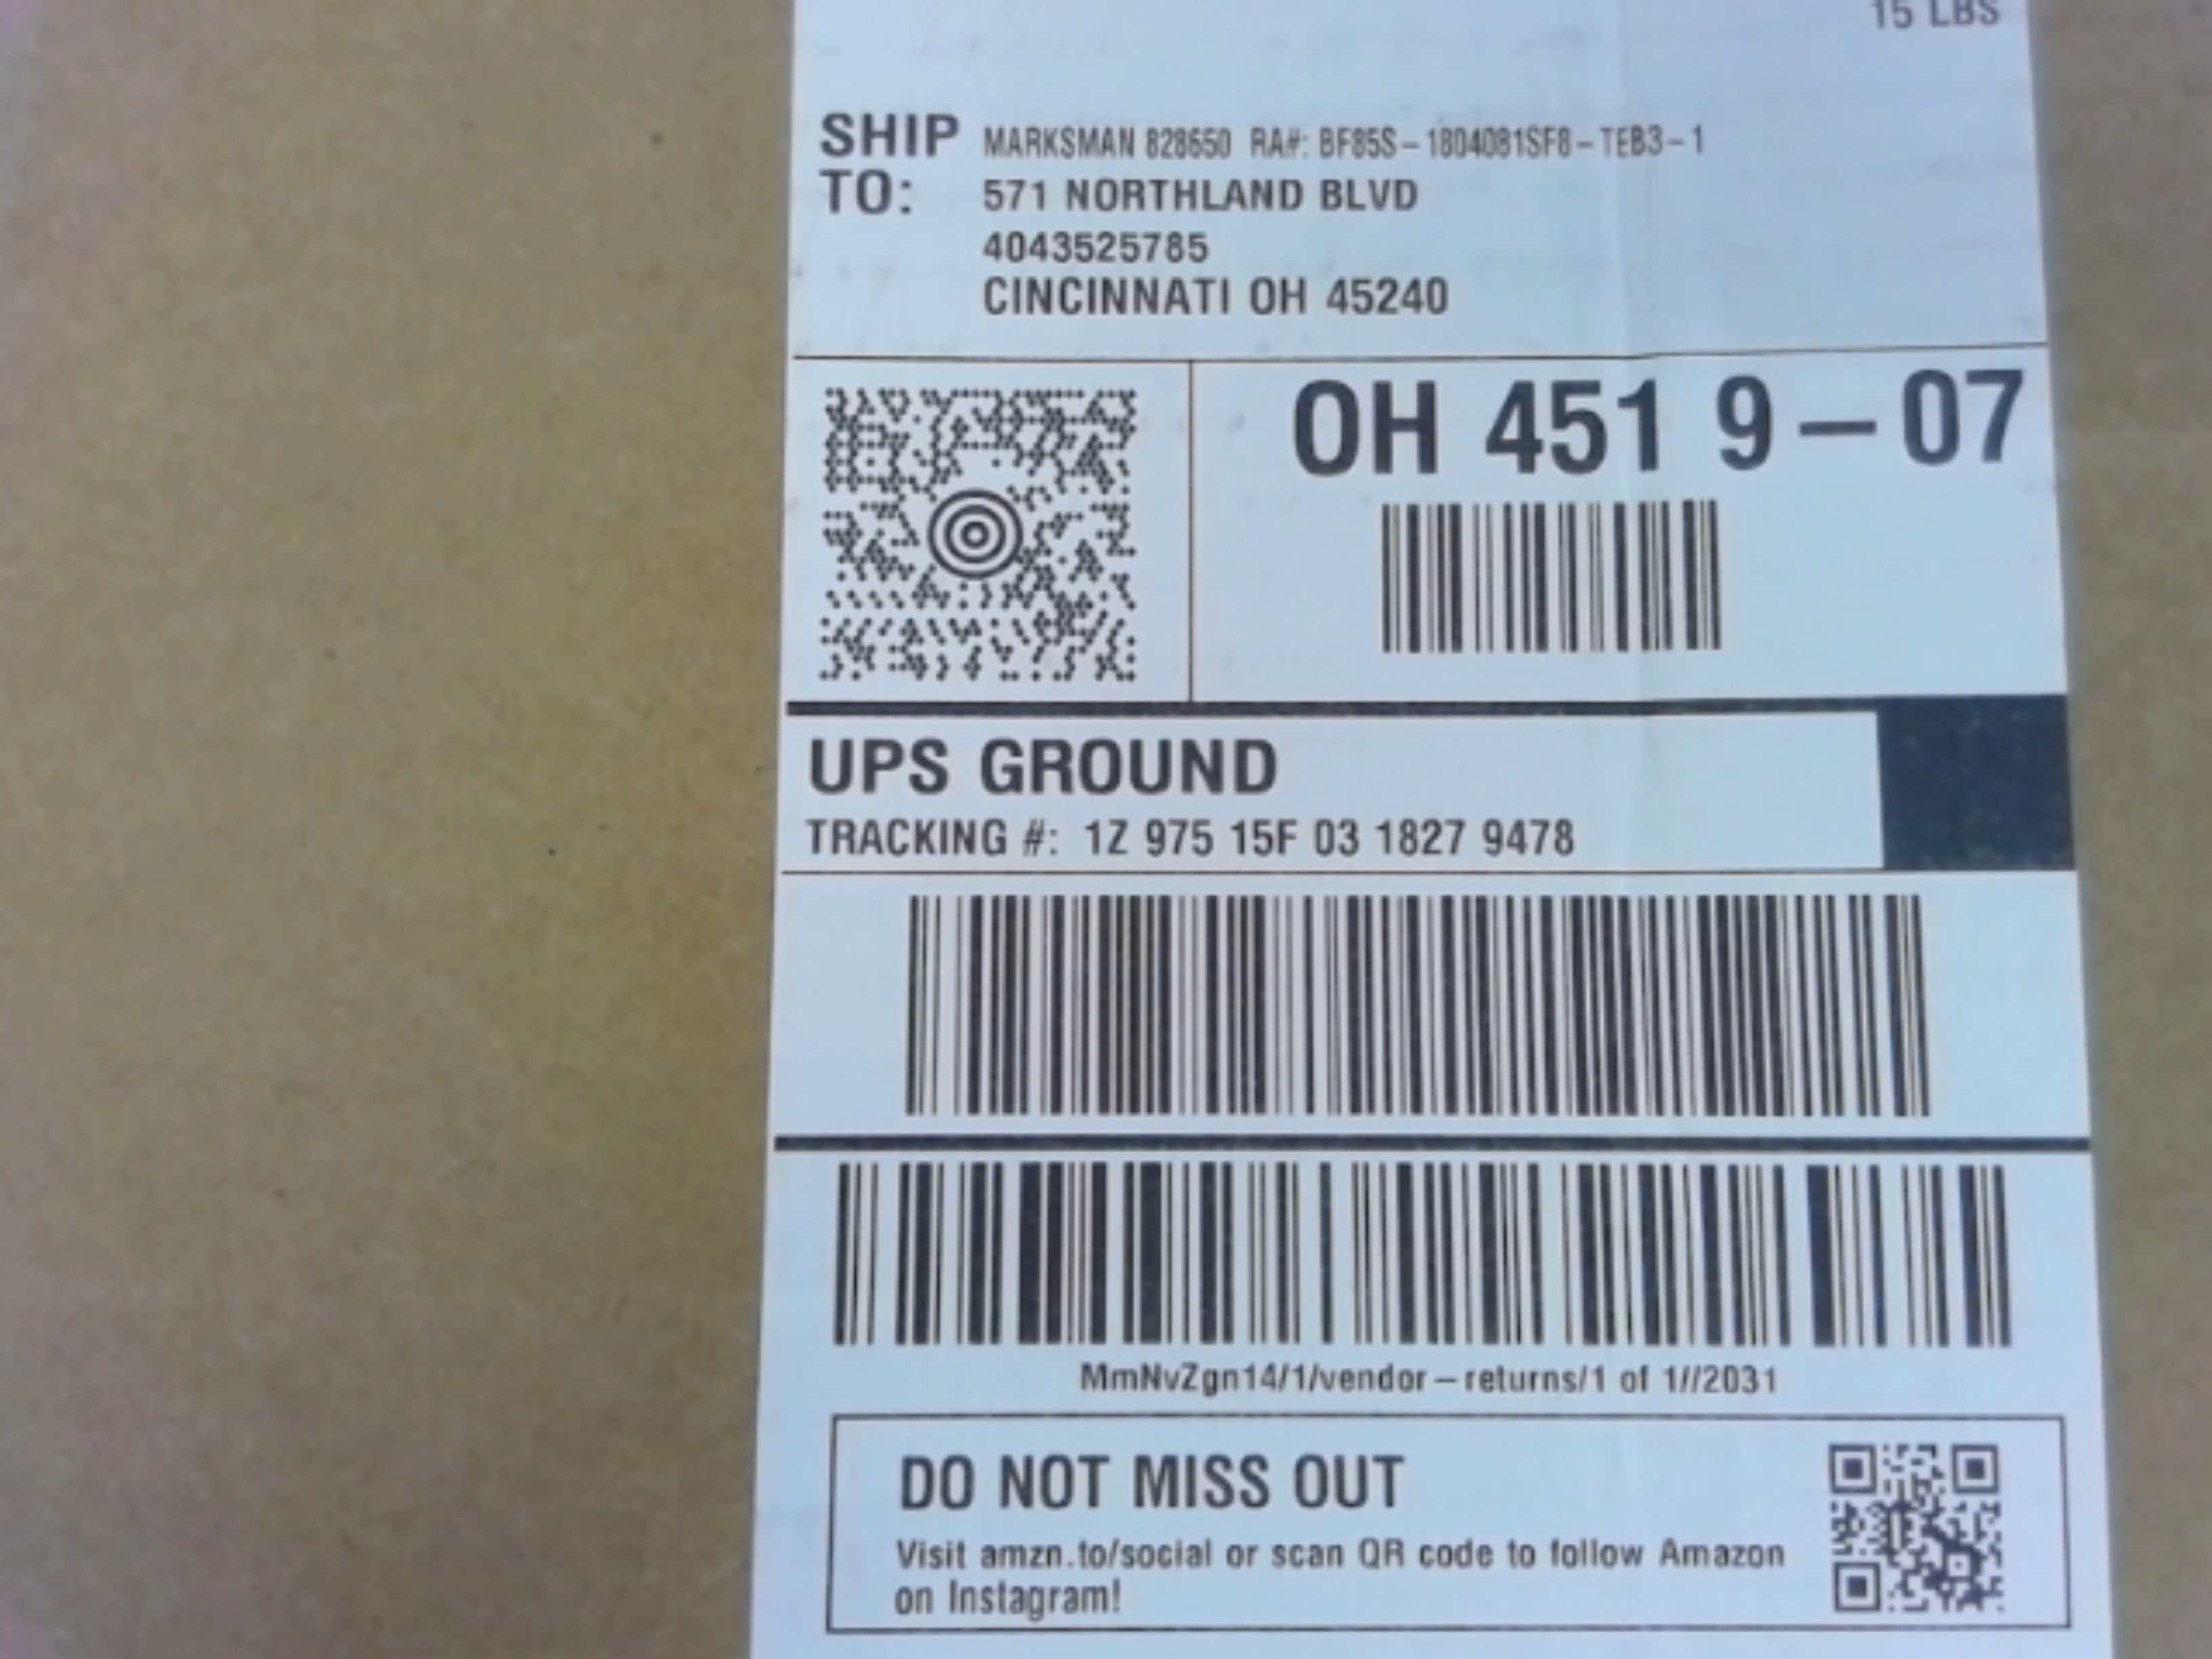 15 LBS
SHIP TO:
MARKSMAN 828650 RA#: BF85S-1804081SF8-TEB3-1
571 NORTHLAND BLVD
4043525785
CINCINNATI OH 45240
OH 451 9-07
UPS GROUND
TRACKING #: 1Z 975 15F 03 1827 9478
MmNvZgn14/1/vendor-returns/1 of 1//2031
DO NOT MISS OUT
Visit amzn.to/social or scan QR code to follow Amazon
on Instagram!